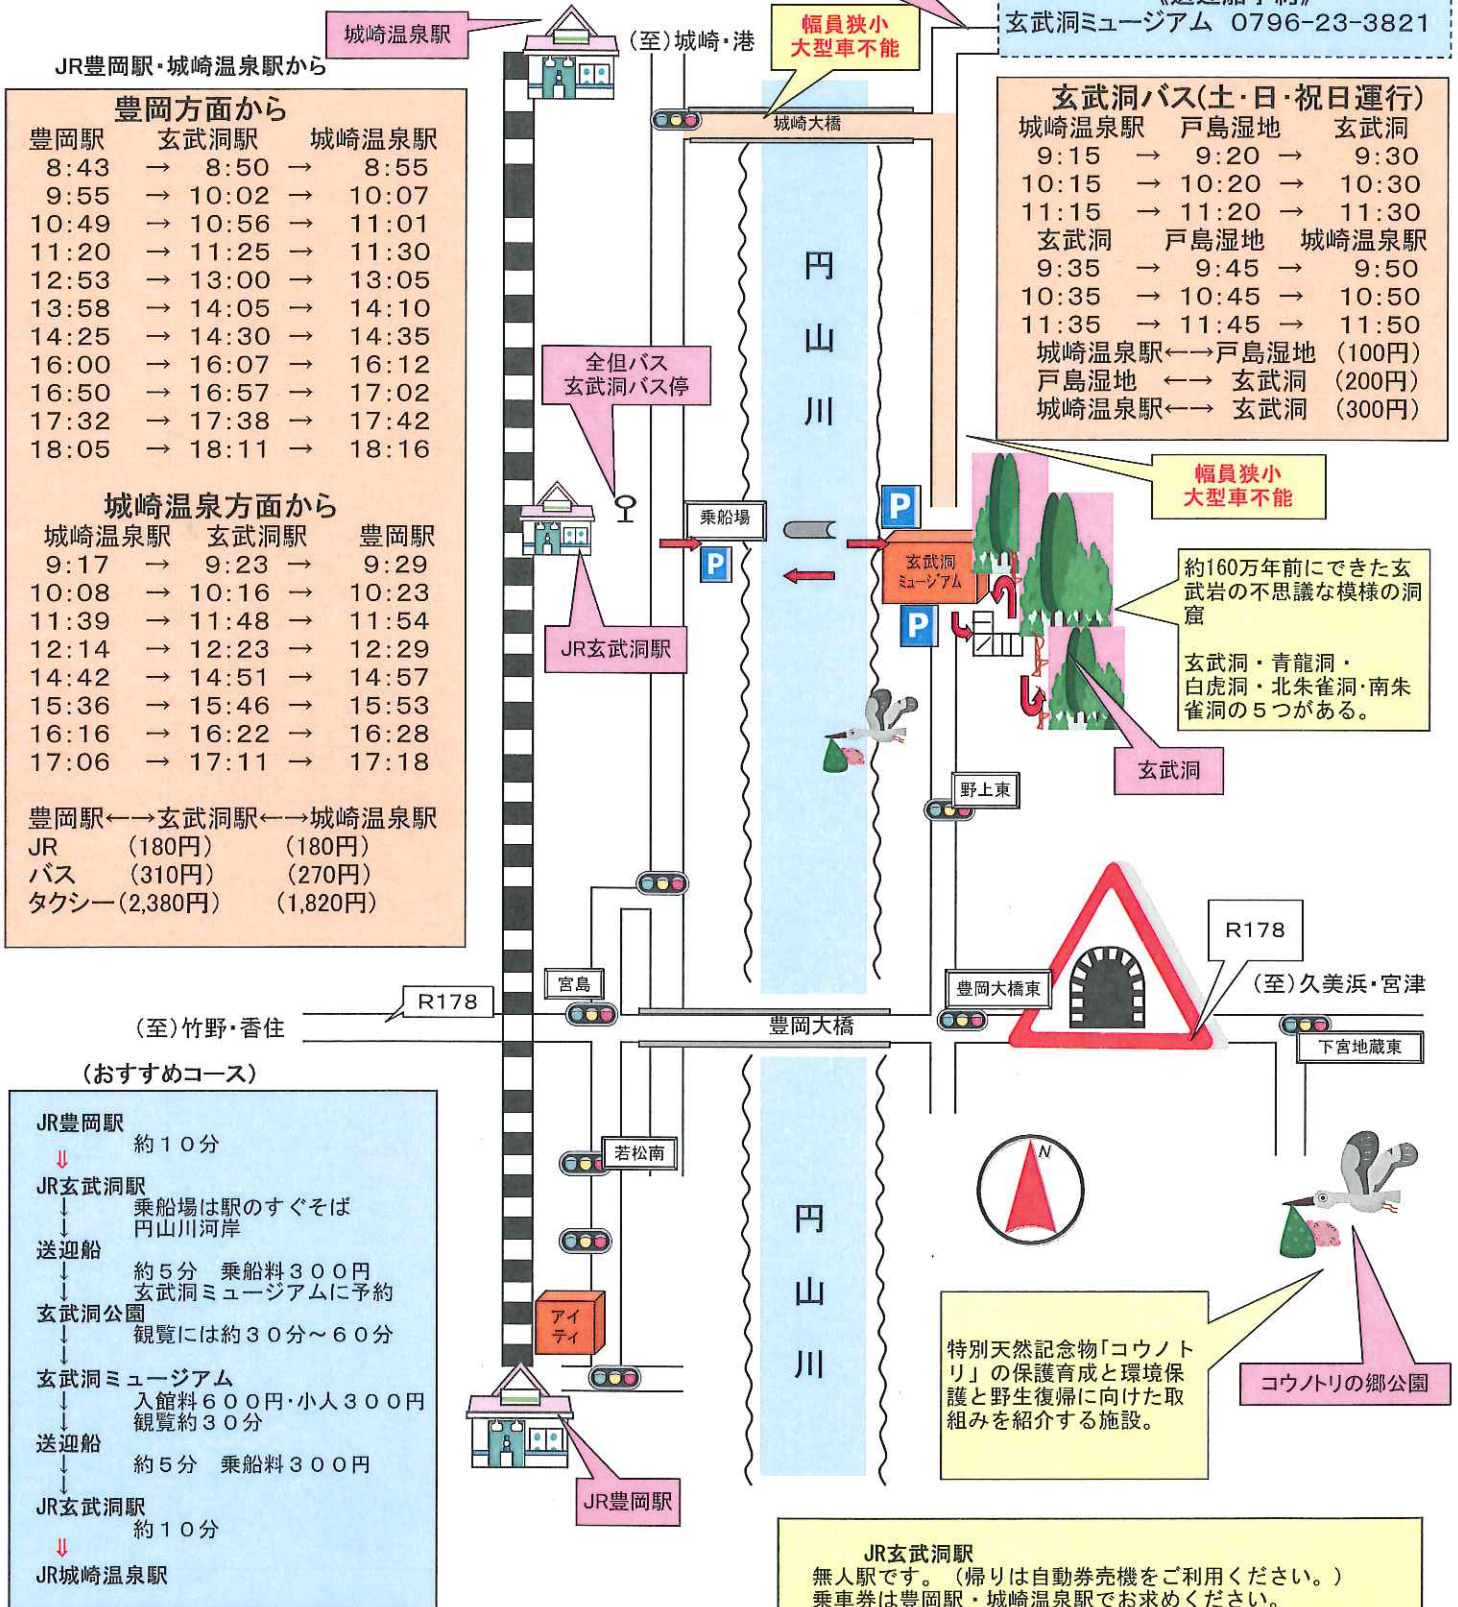 城崎温泉駅
(至)城崎・港
幅員狭小
大型車不能
玄武洞ミュージアム 0796-23-3821
JR豊岡駅・城崎温泉駅から
豊岡方面から
豊岡駅 玄武洞駅 城崎温泉駅
8:43 → 8:50 → 8:55
9:55 → 10:02 → 10:07
10:49 → 10:56 → 11:01
11:20 → 11:25 → 11:30
12:53 → 13:00 → 13:05
13:58 → 14:05 → 14:10
14:25 → 14:30 → 14:35
16:00 → 16:07 → 16:12
16:50 → 16:57 → 17:02
17:32 → 17:38 → 17:42
18:05 → 18:11 → 18:16
城崎温泉方面から
城崎温泉駅 玄武洞駅 豊岡駅
9:17 → 9:23 → 9:29
10:08 → 10:16 → 10:23
11:39 → 11:48 → 11:54
12:14 → 12:23 → 12:29
14:42 → 14:51 → 14:57
15:36 → 15:46 → 15:53
16:16 → 16:22 → 16:28
17:06 → 17:11 → 17:18
豊岡駅←→玄武洞駅←→城崎温泉駅
JR (180円) (180円)
バス (310円) (270円)
タクシー(2,380円) (1,820円)
玄武洞バス(土・日・祝日運行)
城崎温泉駅 戸島湿地 玄武洞
9:15 → 9:20 → 9:30
10:15 → 10:20 → 10:30
11:15 → 11:20 → 11:30
玄武洞 戸島湿地 城崎温泉駅
9:35 → 9:45 → 9:50
10:35 → 10:45 → 10:50
11:35 → 11:45 → 11:50
城崎温泉駅←→戸島湿地 (100円)
戸島湿地 ←→ 玄武洞 (200円)
城崎温泉駅←→ 玄武洞 (300円)
城崎大橋
円山川
全但バス
玄武洞バス停
幅員狭小
大型車不能
乗船場
P
P
玄武洞
ミュージアム
P
JR玄武洞駅
約160万年前にできた玄
武岩の不思議な模様の洞
窟
玄武洞・青龍洞・
白虎洞・北朱雀洞・南朱
雀洞の5つがある。
玄武洞
野上東
R178
宮島
豊岡大橋東
R178
(至)久美浜・宮津
(至)竹野・香住
豊岡大橋
下宮地蔵東
(おすすめコース)
JR豊岡駅
約10分
⇓
JR玄武洞駅
↓ 乗船場は駅のすぐそば
↓ 円山川河岸
送迎船
↓ 約5分 乗船料300円
↓ 玄武洞ミュージアムに予約
玄武洞公園
↓ 観覧には約30分~60分
↓
玄武洞ミュージアム
↓ 入館料600円・小人300円
↓ 観覧約30分
送迎船
↓ 約5分 乗船料300円
↓
JR玄武洞駅
約10分
⇓
JR城崎温泉駅
若松南
N
円山川
アイ
ティ
JR豊岡駅
特別天然記念物「コウノト
リ」の保護育成と環境保
護と野生復帰に向けた取
組みを紹介する施設。
コウノトリの郷公園
JR玄武洞駅
無人駅です。(帰りは自動券売機をご利用ください。)
乗車券は豊岡駅・城崎温泉駅でお求めください。